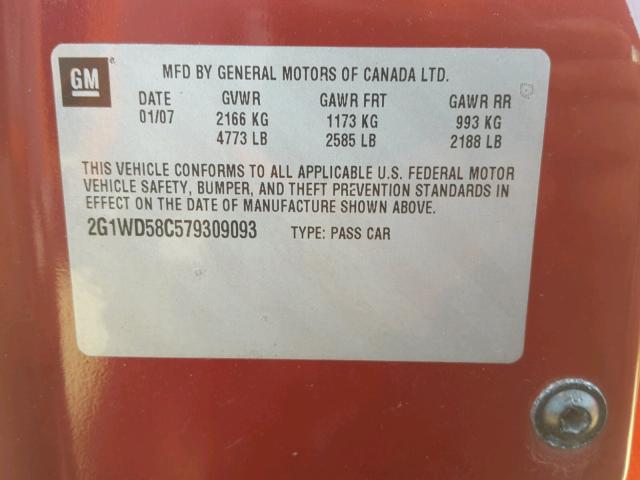 GM
MFD BY GENERAL MOTORS OF CANADA LTD.
DATE GVWR GAWR FRT GAWR RR
01/07 2166 KG 1173 KG 993 KG
4773 LB 2585 LB 2188 LB
THIS VEHICLE CONFORMS TO ALL APPLICABLE U.S. FEDERAL MOTOR
VEHICLE SAFETY, BUMPER, AND THEFT PREVENTION STANDARDS IN
EFFECT ON THE DATE OF MANUFACTURE SHOWN ABOVE.
2G1WD58C579309093 TYPE: PASS CAR